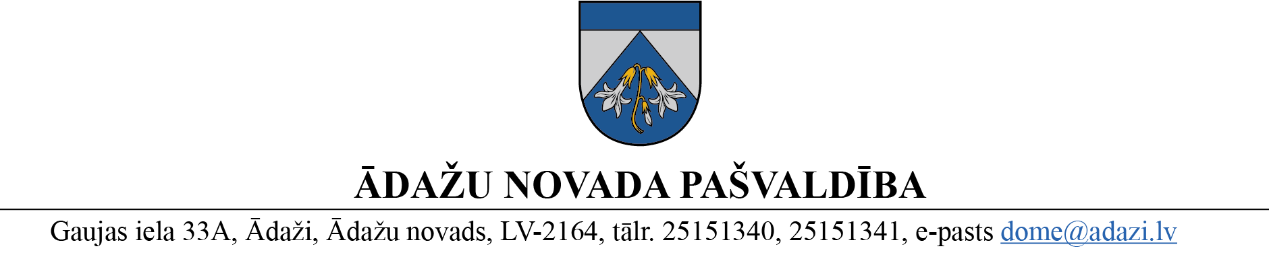 ĀDAŽU NOVADA PAŠVALDĪBA
Gaujas iela 33A, Ādaži, Ādažu novads, LV-2164, tālr. 25151340, 25151341, e-pasts dome@adazi.lv